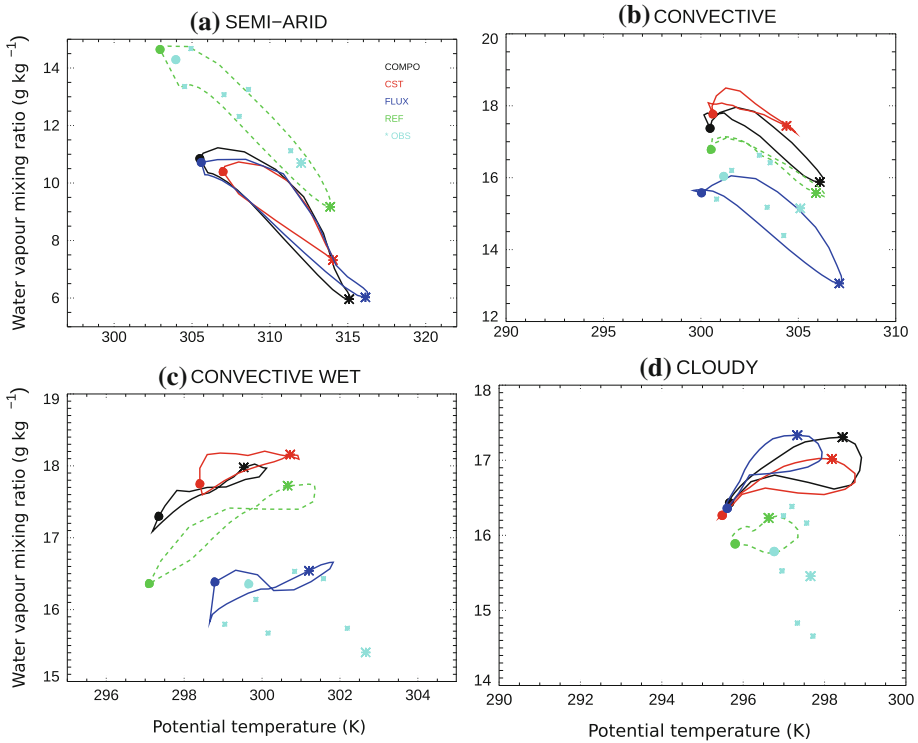 (a) SEMI−ARID
(b) CONVECTIVE
Water vapour mixing ratio (g kg −1)
14
12
10
8
6
300 305 310 315 320
COMPO
CST
FLUX
REF
* OBS
20
18
16
14
12
290 295 300 305 310
(c) CONVECTIVE WET
(d) CLOUDY
Water vapour mixing ratio (g kg −1)
19
18
17
16
15
296 298 300 302 304
Potential temperature (K)
18
17
16
15
14
290 292 294 296 298 300
Potential temperature (K)